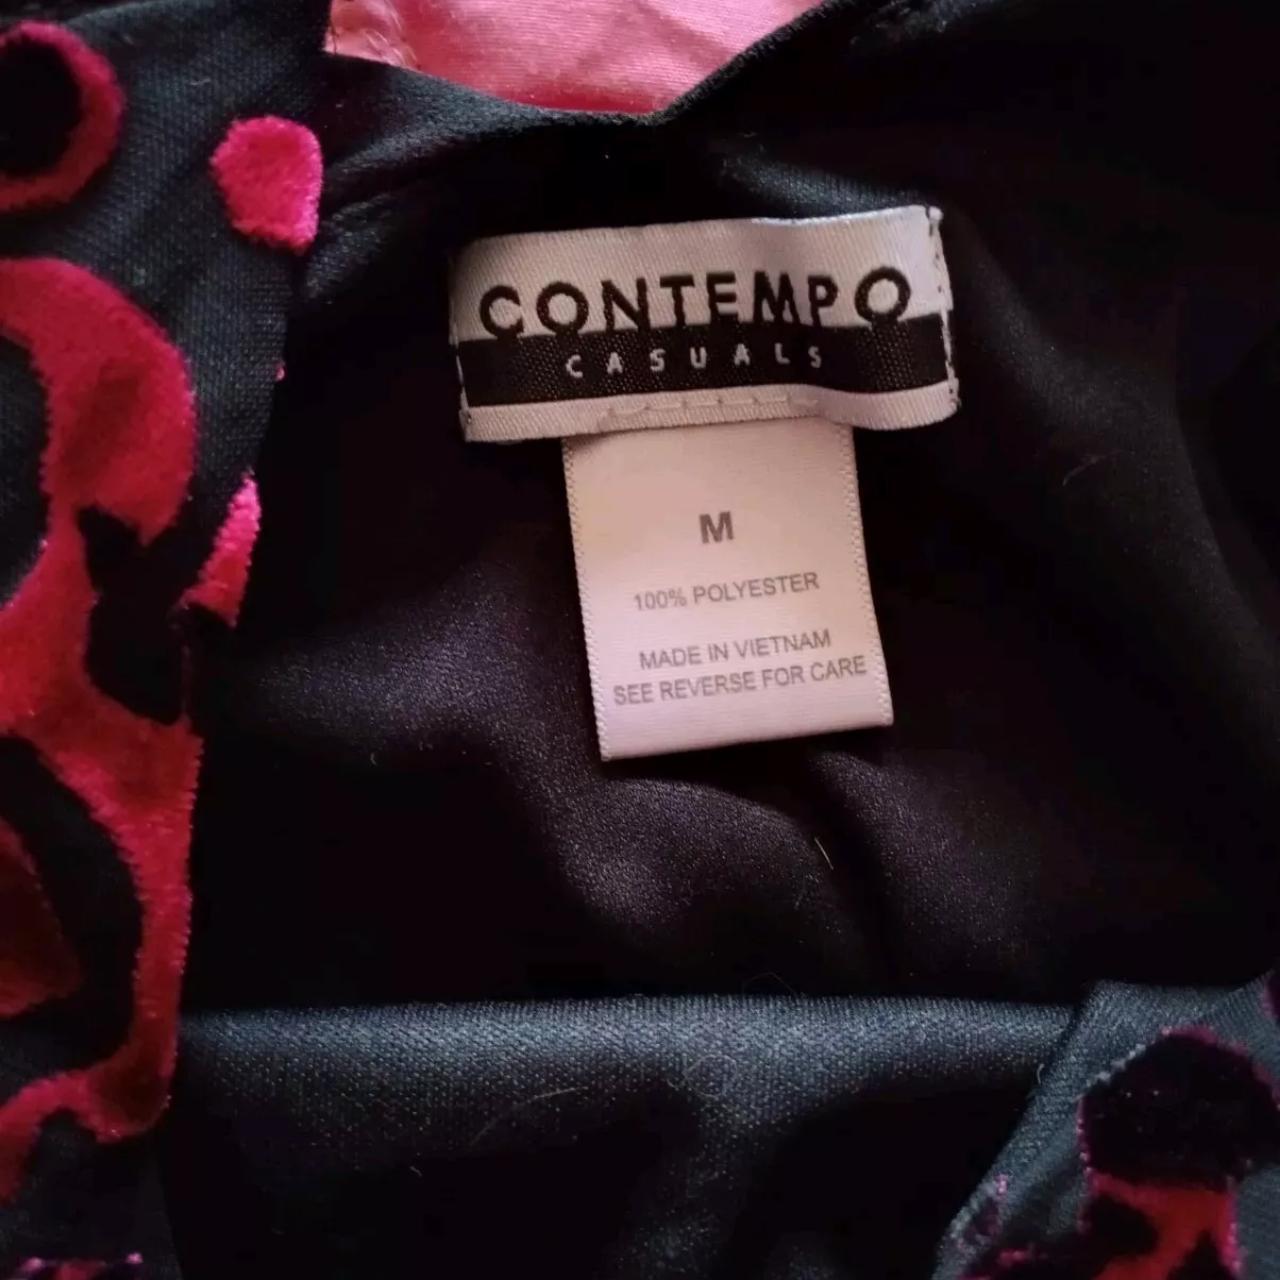 CONTEMPO
CASUALS
M
100% POLYESTER
MADE IN VIETNAM
SEE REVERSE FOR CARE